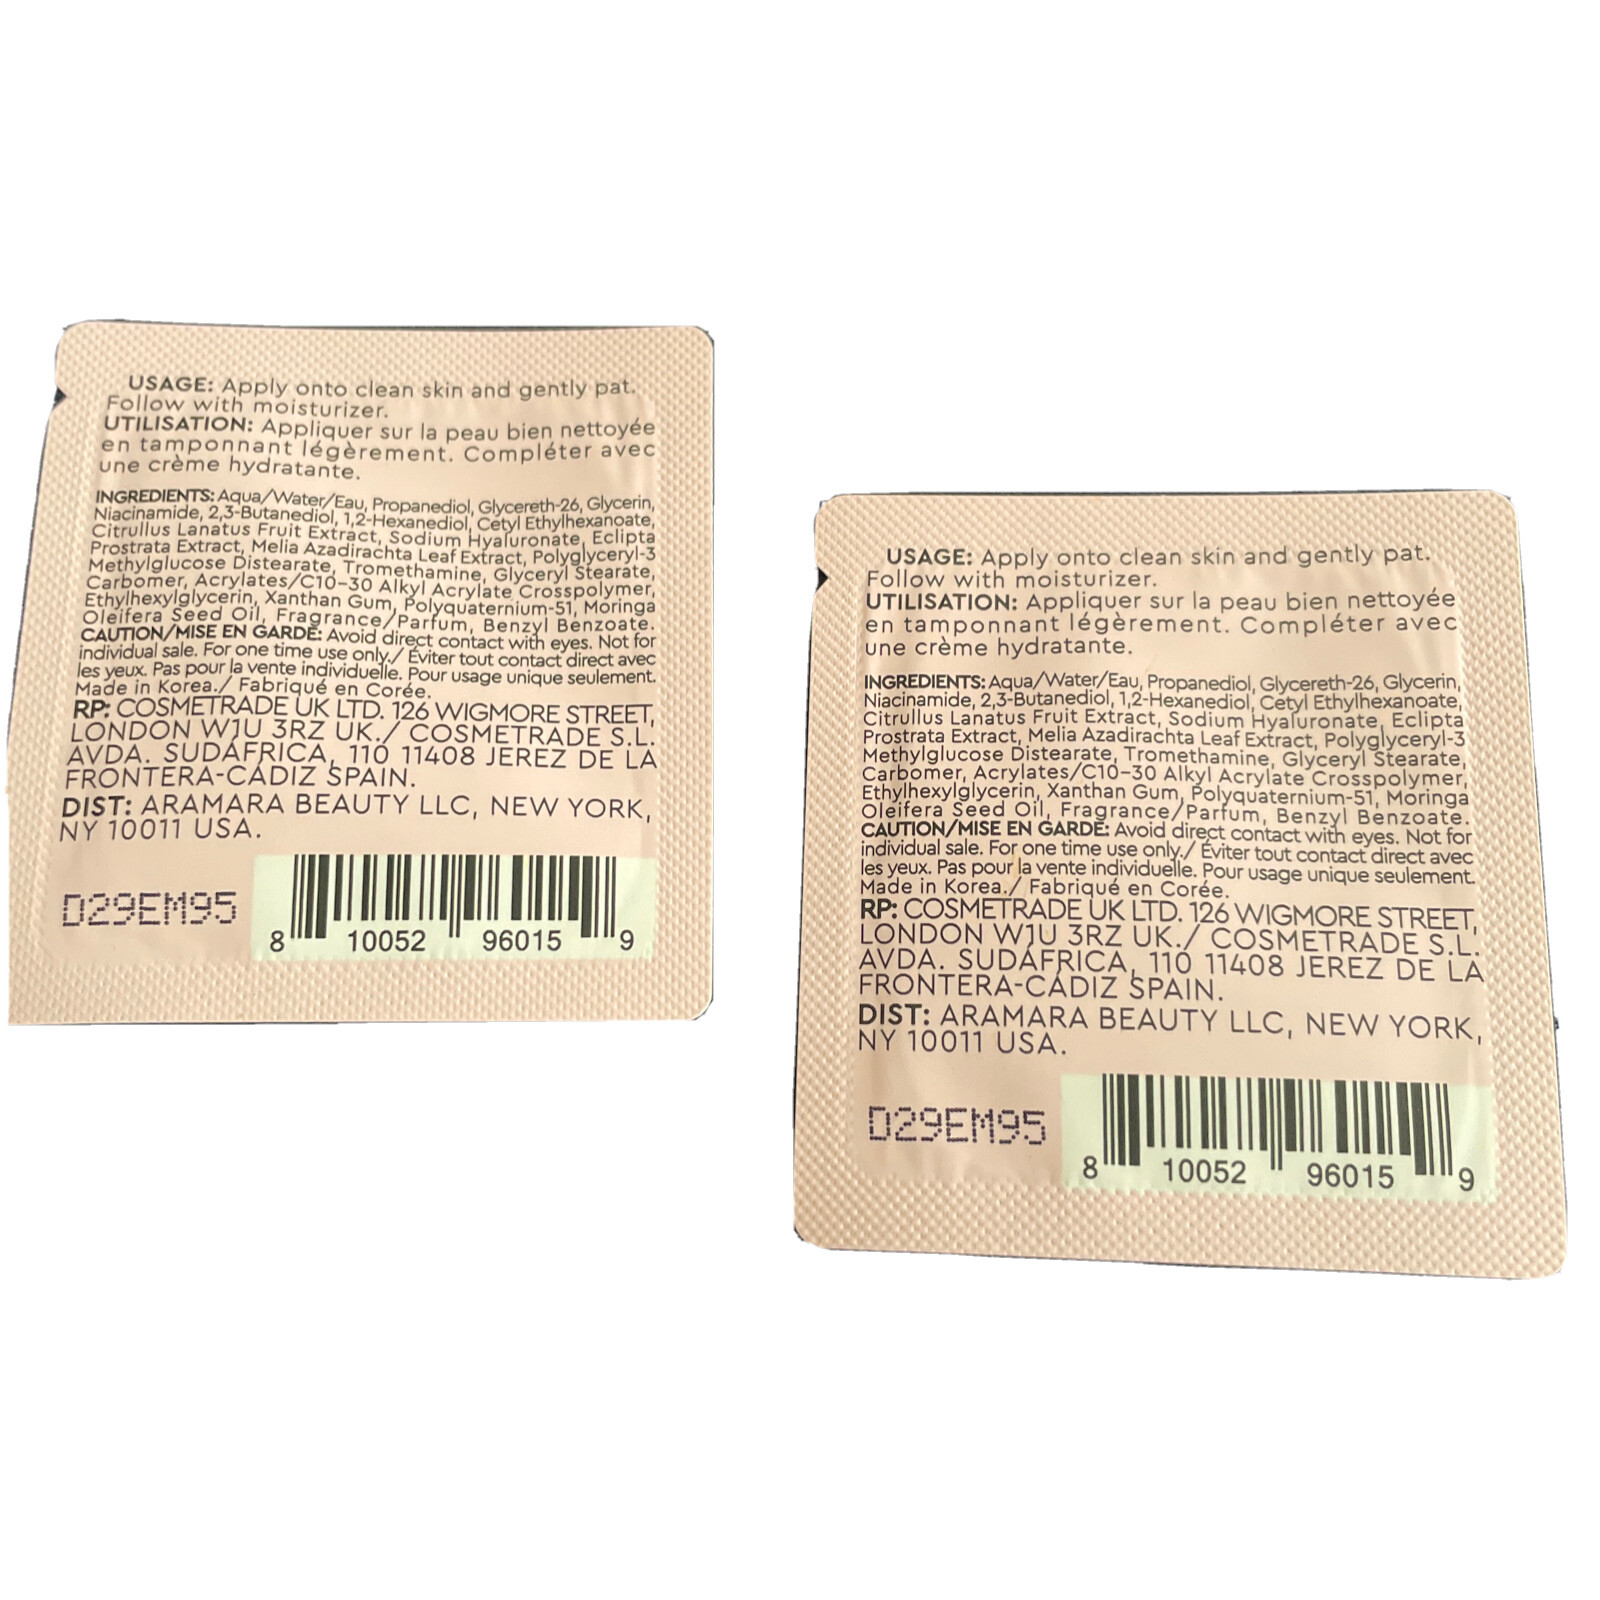 USAGE: Apply onto clean skin and gently pat.
Follow with moisturizer.
UTILISATION: Appliquer sur la peau bien nettoyée
en tamponnant légèrement. Compléter avec
une crème hydratante.
INGREDIENTS: Aqua/Water/Eau, Propanediol, Glycereth-26, Glycerin,
Niacinamide, 2,3-Butanediol, 1,2-Hexanediol, Cetyl Ethylhexanoate,
Citrullus Lanatus Fruit Extract, Sodium Hyaluronate, Eclipta
Prostrata Extract, Melia Azadirachta Leaf Extract, Polyglyceryl-3
Methylglucose Distearate, Tromethamine, Glyceryl Stearate,
Carbomer, Acrylates/C10-30 Alkyl Acrylate Crosspolymer,
Ethylhexylglycerin, Xanthan Gum, Polyquaternium-51, Moringa
Oleifera Seed Oil, Fragrance/Parfum, Benzyl Benzoate.
CAUTION/MISE EN GARDE: Avoid direct contact with eyes. Not for
individual sale. For one time use only./ Éviter tout contact direct avec
les yeux. Pas pour la vente individuelle. Pour usage unique seulement.
Made in Korea./ Fabriqué en Corée.
RP: COSMETRADE UK LTD. 126 WIGMORE STREET,
LONDON W1U 3RZ UK./ COSMETRADE S.L.
AVDA. SUDÁFRICA, 110 11408 JEREZ DE LA
FRONTERA-CÁDIZ SPAIN.
DIST: ARAMARA BEAUTY LLC, NEW YORK,
NY 10011 USA.
D29EM95
8 10052 96015 9
USAGE: Apply onto clean skin and gently pat.
Follow with moisturizer.
UTILISATION: Appliquer sur la peau bien nettoyée
en tamponnant légèrement. Compléter avec
une crème hydratante.
INGREDIENTS: Aqua/Water/Eau, Propanediol, Glycereth-26, Glycerin,
Niacinamide, 2,3-Butanediol, 1,2-Hexanediol, Cetyl Ethylhexanoate,
Citrullus Lanatus Fruit Extract, Sodium Hyaluronate, Eclipta
Prostrata Extract, Melia Azadirachta Leaf Extract, Polyglyceryl-3
Methylglucose Distearate, Tromethamine, Glyceryl Stearate,
Carbomer, Acrylates/C10-30 Alkyl Acrylate Crosspolymer,
Ethylhexylglycerin, Xanthan Gum, Polyquaternium-51, Moringa
Oleifera Seed Oil, Fragrance/Parfum, Benzyl Benzoate.
CAUTION/MISE EN GARDE: Avoid direct contact with eyes. Not for
individual sale. For one time use only./ Éviter tout contact direct avec
les yeux. Pas pour la vente individuelle. Pour usage unique seulement.
Made in Korea./ Fabriqué en Corée.
RP: COSMETRADE UK LTD. 126 WIGMORE STREET,
LONDON W1U 3RZ UK./ COSMETRADE S.L.
AVDA. SUDÁFRICA, 110 11408 JEREZ DE LA
FRONTERA-CÁDIZ SPAIN.
DIST: ARAMARA BEAUTY LLC, NEW YORK,
NY 10011 USA.
D29EM95
8 10052 96015 9